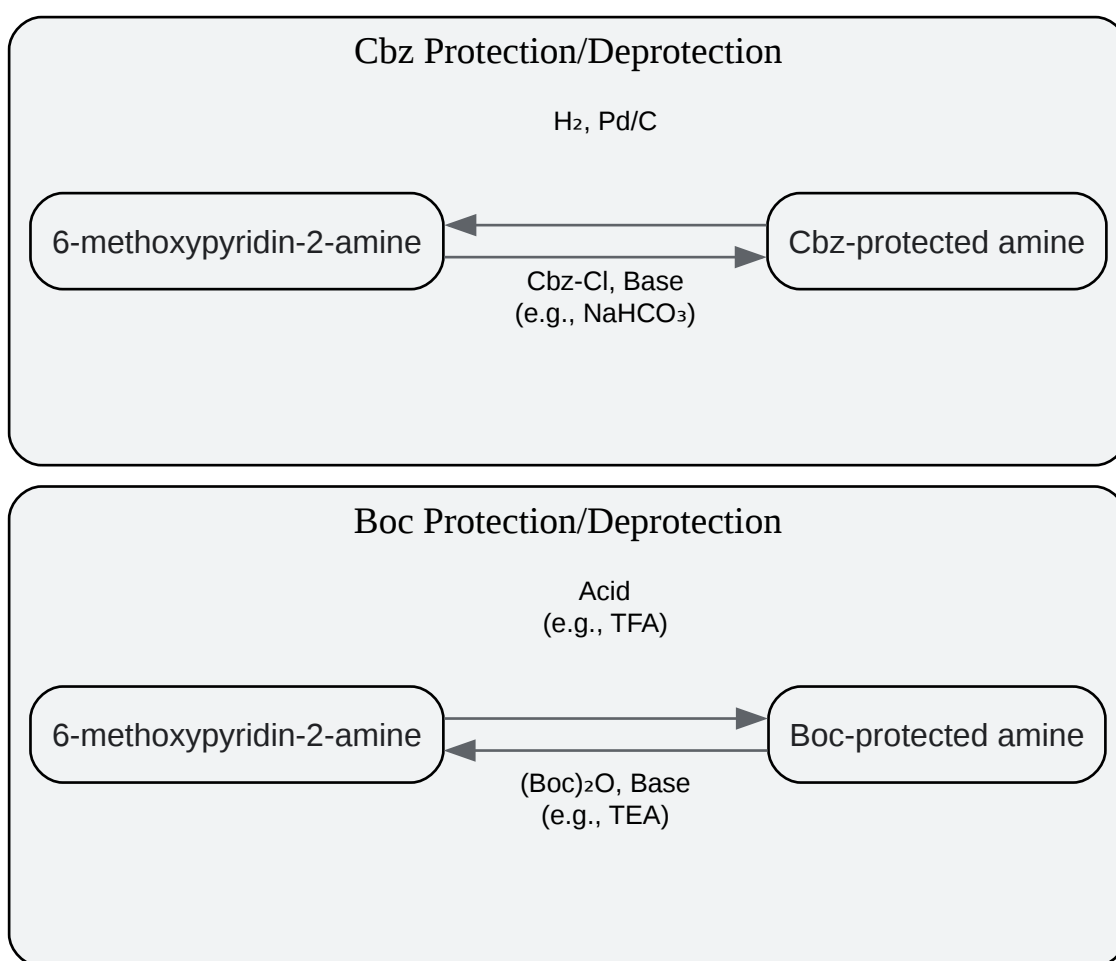 Cbz Protection/Deprotection
H₂, Pd/C
6-methoxypyridin-2-amine
Cbz-protected amine
Cbz-Cl, Base
(e.g., NaHCO₃)
Boc Protection/Deprotection
Acid
(e.g., TFA)
6-methoxypyridin-2-amine
Boc-protected amine
(Boc)₂O, Base
(e.g., TEA)